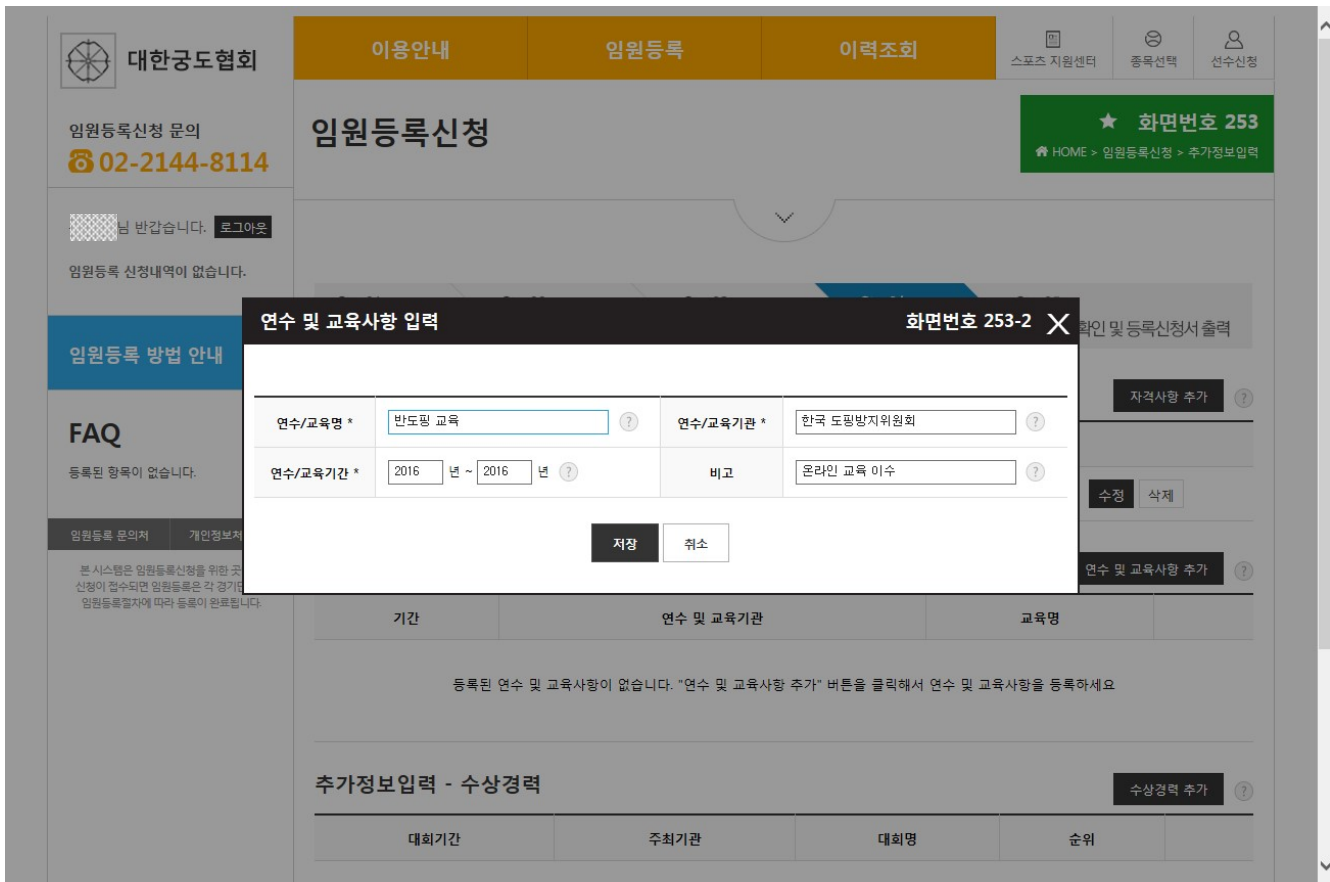 대한궁도협회
이용안내
임원등록
이력조회
스포츠 지원센터
종목선택
선수신청
임원등록신청 문의
02-2144-8114
임원등록신청
화면번호 253
HOME > 임원등록신청 > 추가정보입력
님 반갑습니다. 로그아웃
임원등록 신청내역이 없습니다.
확인 및 등록신청서 출력
임원등록 방법 안내
연수 및 교육사항 입력
화면번호 253-2
연수/교육명 *
반도핑 교육
?
연수/교육기관 *
한국 도핑방지위원회
?
연수/교육기간 *
2016 년 ~ 2016 년 ?
비고
온라인 교육 이수
?
저장
취소
자격사항 추가 ?
수정 삭제
FAQ
등록된 항목이 없습니다.
임원등록 문의처
개인정보처
본 시스템은 임원등록신청을 위한
신청이 접수되면 임원등록은 각
임원등록절차에 따라 등록이 완료됩니다.
연수 및 교육사항 추가 ?
기간
연수 및 교육기관
교육명
등록된 연수 및 교육사항이 없습니다. "연수 및 교육사항 추가" 버튼을 클릭해서 연수 및 교육사항을 등록하세요
추가정보입력 - 수상경력
수상경력 추가 ?
대회기간
주최기관
대회명
순위